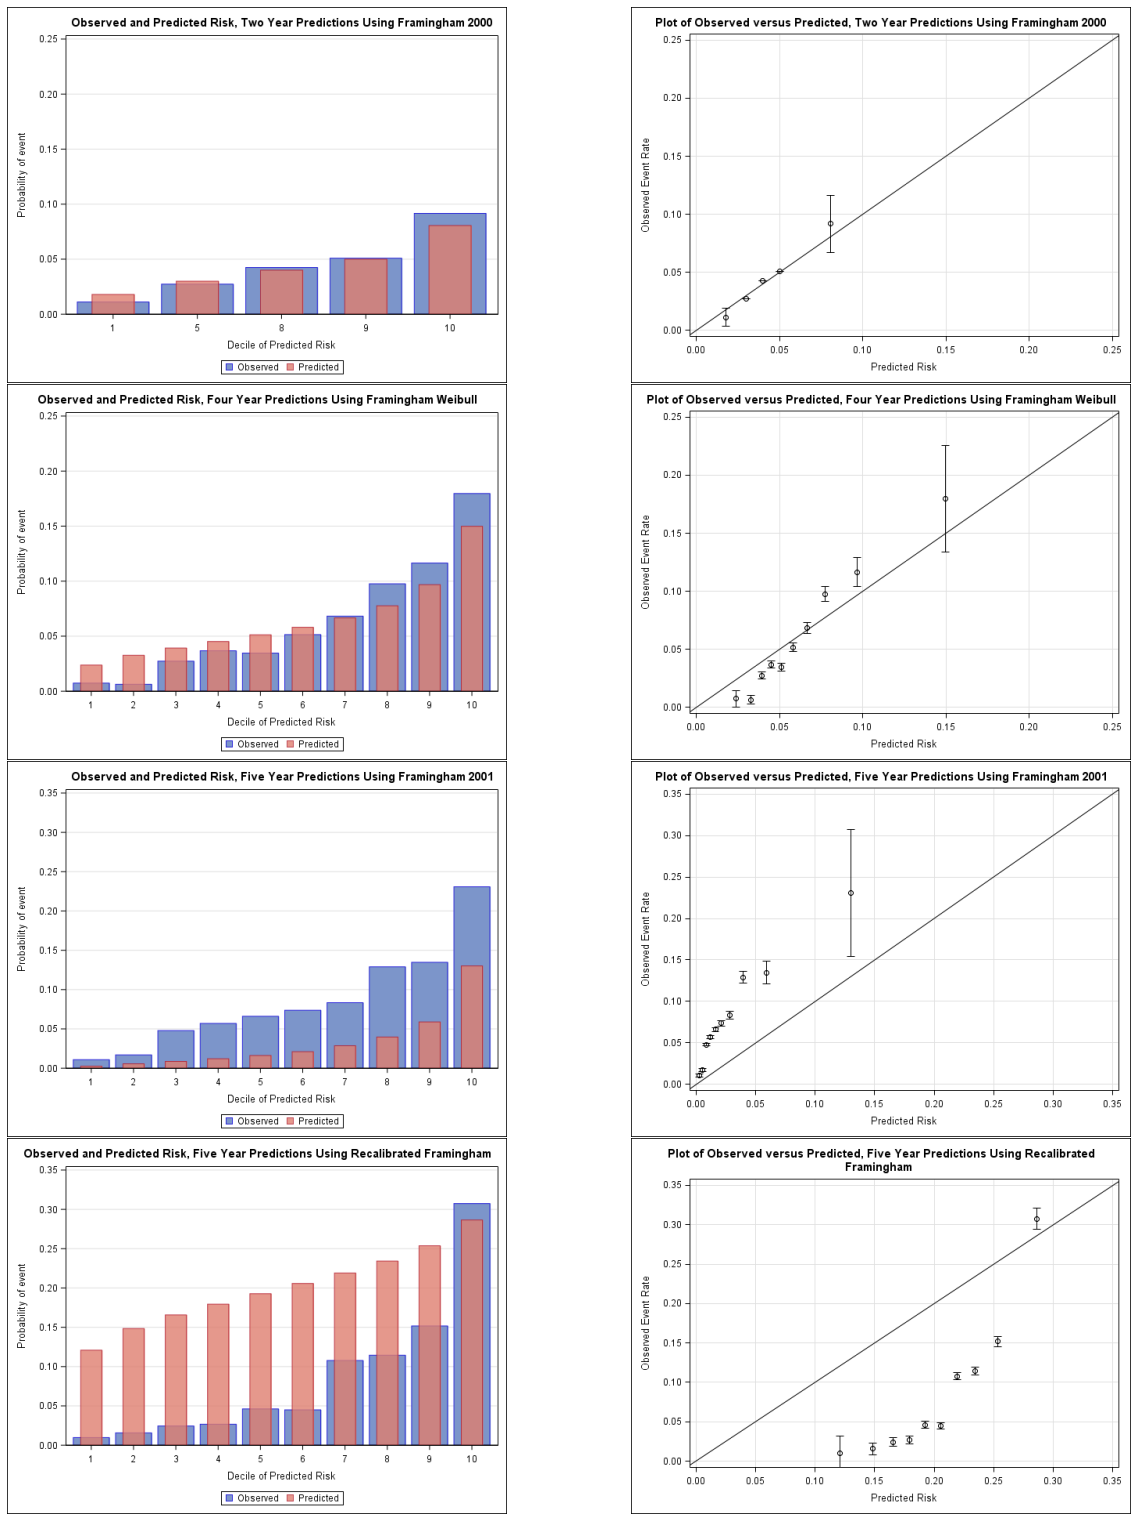 Observed and Predicted Risk, Two Year Predictions Using Framingham 2000
0.25
0.20
0.15
0.10
0.05
0.00
Probability of event
1 5 8 9 10
Decile of Predicted Risk
Observed Predicted
Plot of Observed versus Predicted, Two Year Predictions Using Framingham 2000
0.25
0.20
0.15
0.10
0.05
0.00
Observed Event Rate
0.00 0.05 0.10 0.15 0.20 0.25
Predicted Risk
Observed and Predicted Risk, Four Year Predictions Using Framingham Weibull
0.25
0.20
0.15
0.10
0.05
0.00
Probability of event
1 2 3 4 5 6 7 8 9 10
Decile of Predicted Risk
Observed Predicted
Plot of Observed versus Predicted, Four Year Predictions Using Framingham Weibull
0.25
0.20
0.15
0.10
0.05
0.00
Observed Event Rate
0.00 0.05 0.10 0.15 0.20 0.25
Predicted Risk
Observed and Predicted Risk, Five Year Predictions Using Framingham 2001
0.35
0.30
0.25
0.20
0.15
0.10
0.05
0.00
Probability of event
1 2 3 4 5 6 7 8 9 10
Decile of Predicted Risk
Observed Predicted
Plot of Observed versus Predicted, Five Year Predictions Using Framingham 2001
0.35
0.30
0.25
0.20
0.15
0.10
0.05
0.00
Observed Event Rate
0.00 0.05 0.10 0.15 0.20 0.25 0.30 0.35
Predicted Risk
Observed and Predicted Risk, Five Year Predictions Using Recalibrated Framingham
0.35
0.30
0.25
0.20
0.15
0.10
0.05
0.00
Probability of event
1 2 3 4 5 6 7 8 9 10
Decile of Predicted Risk
Observed Predicted
Plot of Observed versus Predicted, Five Year Predictions Using Recalibrated
Framingham
0.35
0.30
0.25
0.20
0.15
0.10
0.05
0.00
Observed Event Rate
0.00 0.05 0.10 0.15 0.20 0.25 0.30 0.35
Predicted Risk